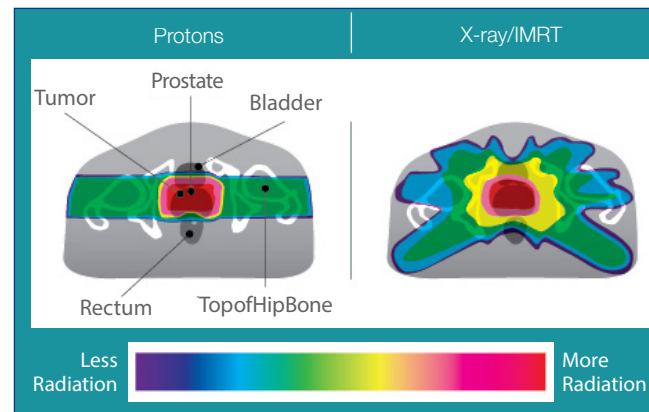 Protons
X-ray/IMRT
Prostate
Tumor
Bladder
Rectum
TopofHipBone
Less
Radiation
More
Radiation